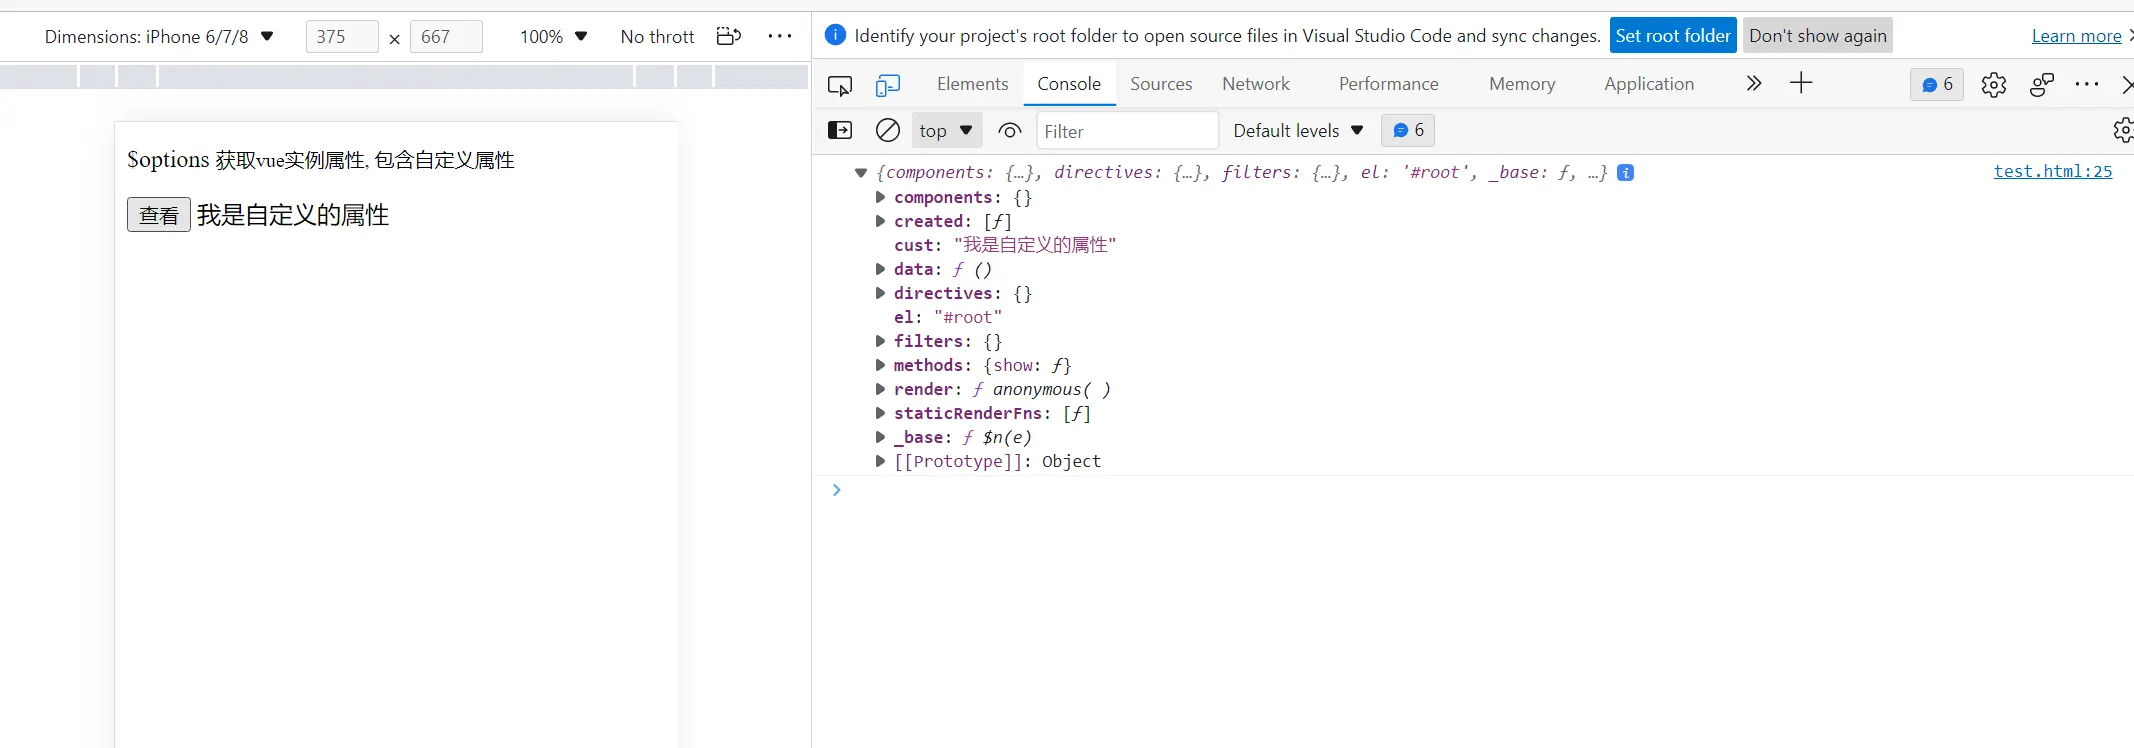 Dimensions: iPhone 6/7/8 375 × 667 100% No thrott
$options 获取vue实例属性, 包含自定义属性
查看 我是自定义的属性
Identify your project's root folder to open source files in Visual Studio Code and sync changes. Set root folder Don't show again Learn more
Elements Console Sources Network Performance Memory Application 6
top Filter Default levels 6
{components: {…}, directives: {…}, filters: {…}, el: '#root', _base: ƒ, …} test.html:25
components: {}
created: [ƒ]
cust: "我是自定义的属性"
data: ƒ ()
directives: {}
el: "#root"
filters: {}
methods: {show: ƒ}
render: ƒ anonymous( )
staticRenderFns: [ƒ]
_base: ƒ $n(e)
[[Prototype]]: Object